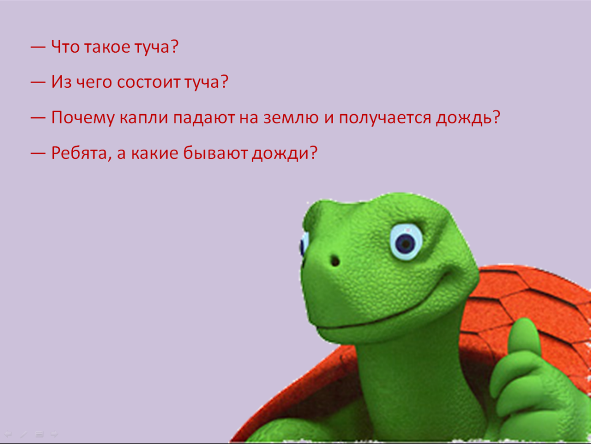 — Что такое туча?
— Из чего состоит туча?
— Почему капли падают на землю и получается дождь?
— Ребята, а какие бывают дожди?